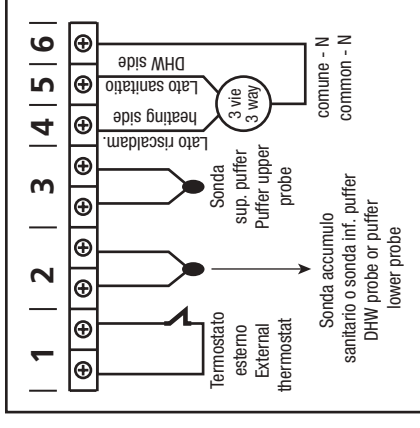 1 2 3 4 5 6
Termostato
esterno
External
thermostat
Sonda accumulo
sanitario o sonda inf. puffer
DHW probe or puffer
lower probe
Sonda
sup. puffer
Puffer upper
probe
Lato riscaldam.
heating side
Lato sanitatio
DHW side
3 vie
3 way
comune - N
common - N